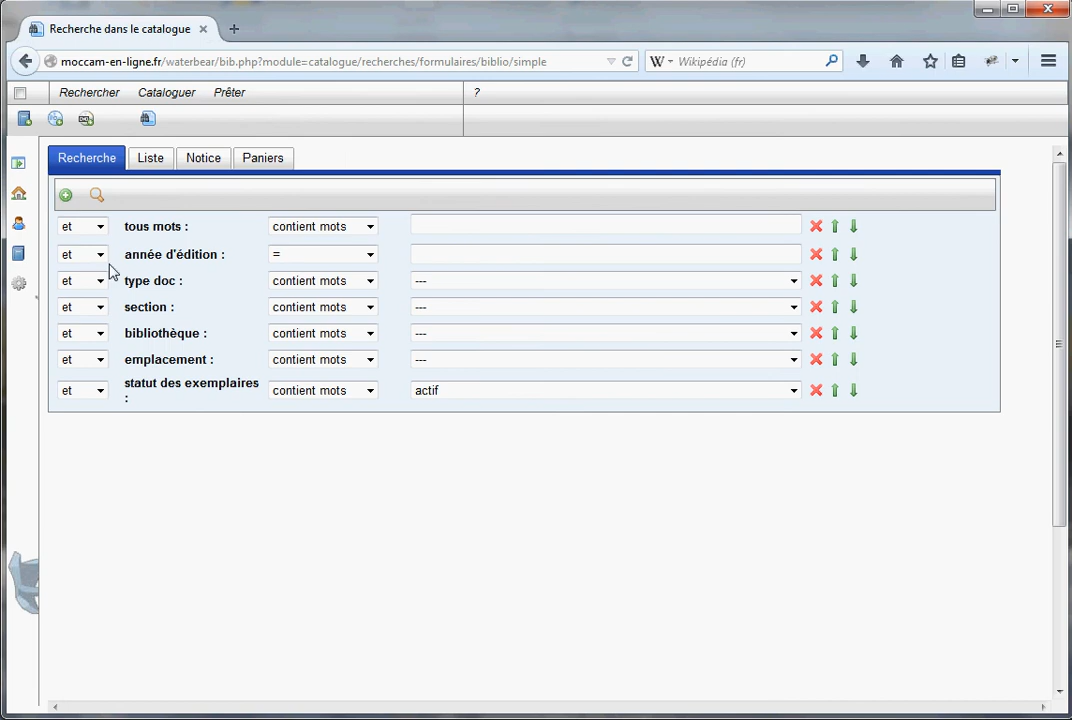 Recherche dans le catalogue
moccam-en-ligne.fr/waterbear/bib.php?module=catalogue/recherches/formulaires/biblio/simple
W Wikipédia (fr)
Rechercher Cataloguer Prêter ?
Recherche Liste Notice Paniers
et tous mots : contient mots
et année d'édition : =
et type doc : contient mots ---
et section : contient mots ---
et bibliothèque : contient mots ---
et emplacement : contient mots ---
et statut des exemplaires : contient mots actif